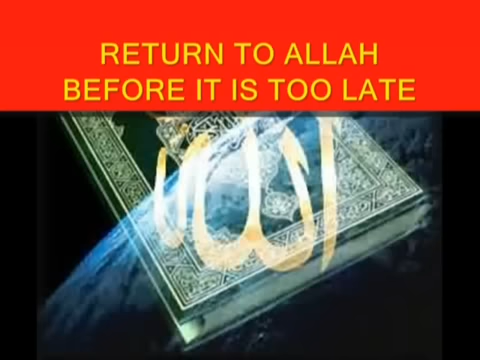 RETURN TO ALLAH
BEFORE IT IS TOO LATE
الله